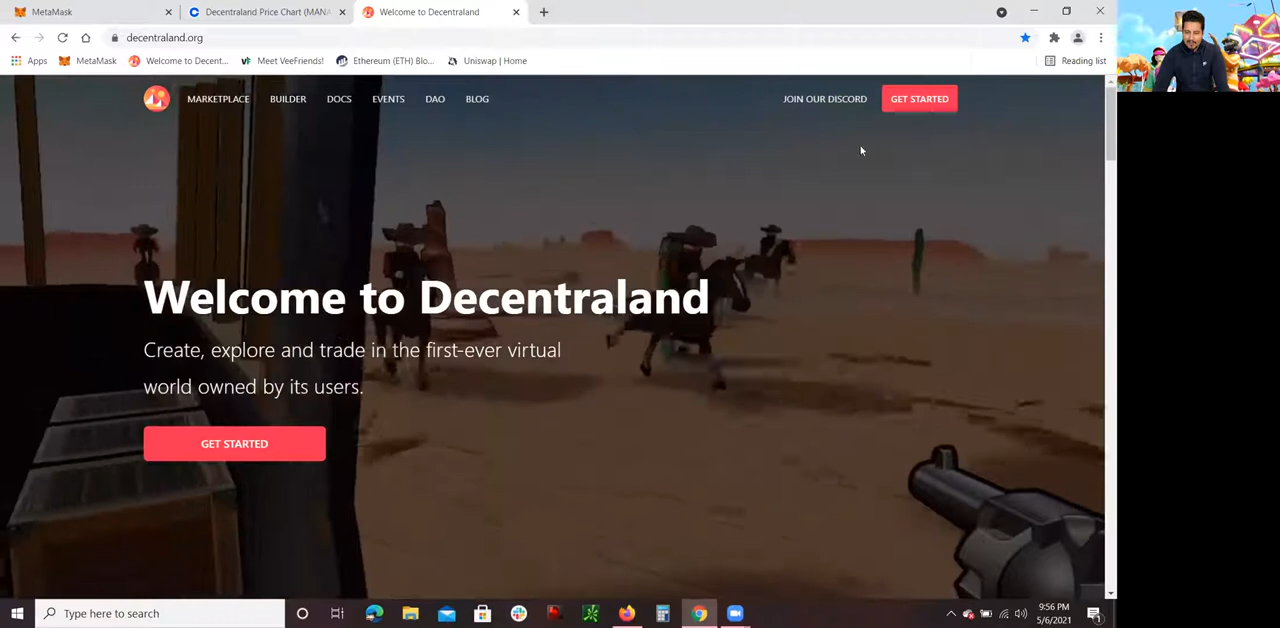 MetaMask
Decentraland Price Chart (MANA
Welcome to Decentraland
decentraland.org
Apps
MetaMask
Welcome to Decent...
Meet VeeFriends!
Ethereum (ETH) Blo...
Uniswap | Home
Reading list
MARKETPLACE
BUILDER
DOCS
EVENTS
DAO
BLOG
JOIN OUR DISCORD
GET STARTED
Welcome to Decentraland
Create, explore and trade in the first-ever virtual
world owned by its users.
GET STARTED
Type here to search
9:56 PM
5/6/2021
1